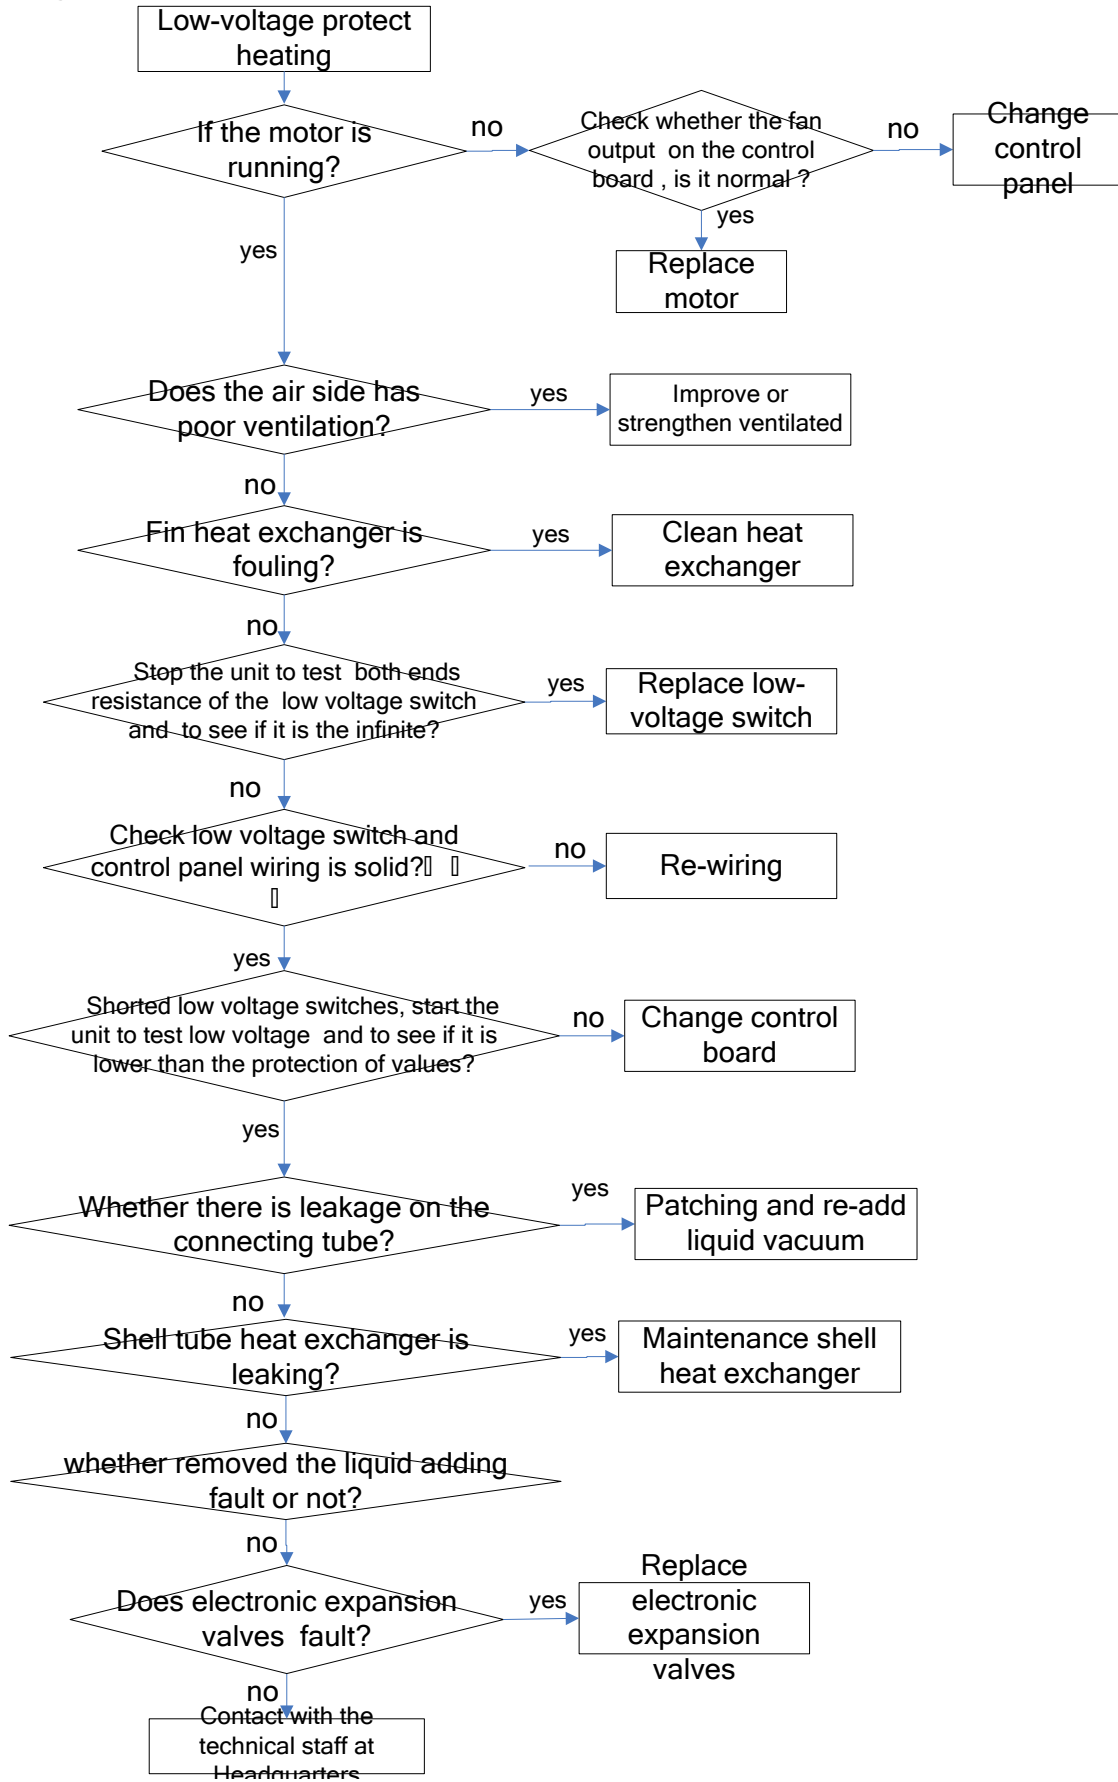 Low-voltage protect
heating
If the motor is
running?
no
Check whether the fan
output on the control
board , is it normal ?
no
Change
control
panel
yes
yes
Replace
motor
Does the air side has
poor ventilation?
yes
Improve or
strengthen ventilated
no
Fin heat exchanger is
fouling?
yes
Clean heat
exchanger
no
Stop the unit to test both ends
resistance of the low voltage switch
and to see if it is the infinite?
yes
Replace low-
voltage switch
no
Check low voltage switch and
control panel wiring is solid?
no
Re-wiring
yes
Shorted low voltage switches, start the
unit to test low voltage and to see if it is
lower than the protection of values?
no
Change control
board
yes
Whether there is leakage on the
connecting tube?
yes
Patching and re-add
liquid vacuum
no
Shell tube heat exchanger is
leaking?
yes
Maintenance shell
heat exchanger
no
whether removed the liquid adding
fault or not?
no
Does electronic expansion
valves fault?
yes
Replace
electronic
expansion
valves
no
Contact with the
technical staff at
Headquarters